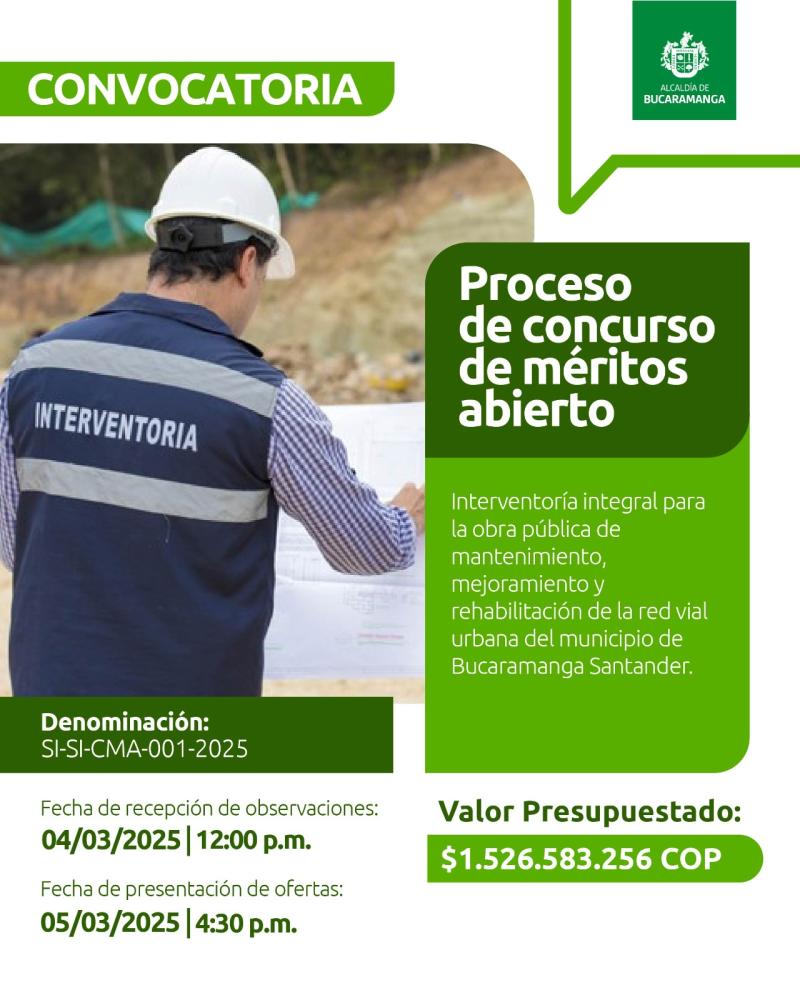 CONVOCATORIA
ALCALDÍA DE
BUCARAMANGA
INTERVENTORIA
Proceso
de concurso
de méritos
abierto
Interventoría integral para
la obra pública de
mantenimiento,
mejoramiento y
rehabilitación de la red vial
urbana del municipio de
Bucaramanga Santander.
Denominación:
SI-SI-CMA-001-2025
Fecha de recepción de observaciones:
04/03/2025 | 12:00 p.m.
Fecha de presentación de ofertas:
05/03/2025 | 4:30 p.m.
Valor Presupuestado:
$1.526.583.256 COP